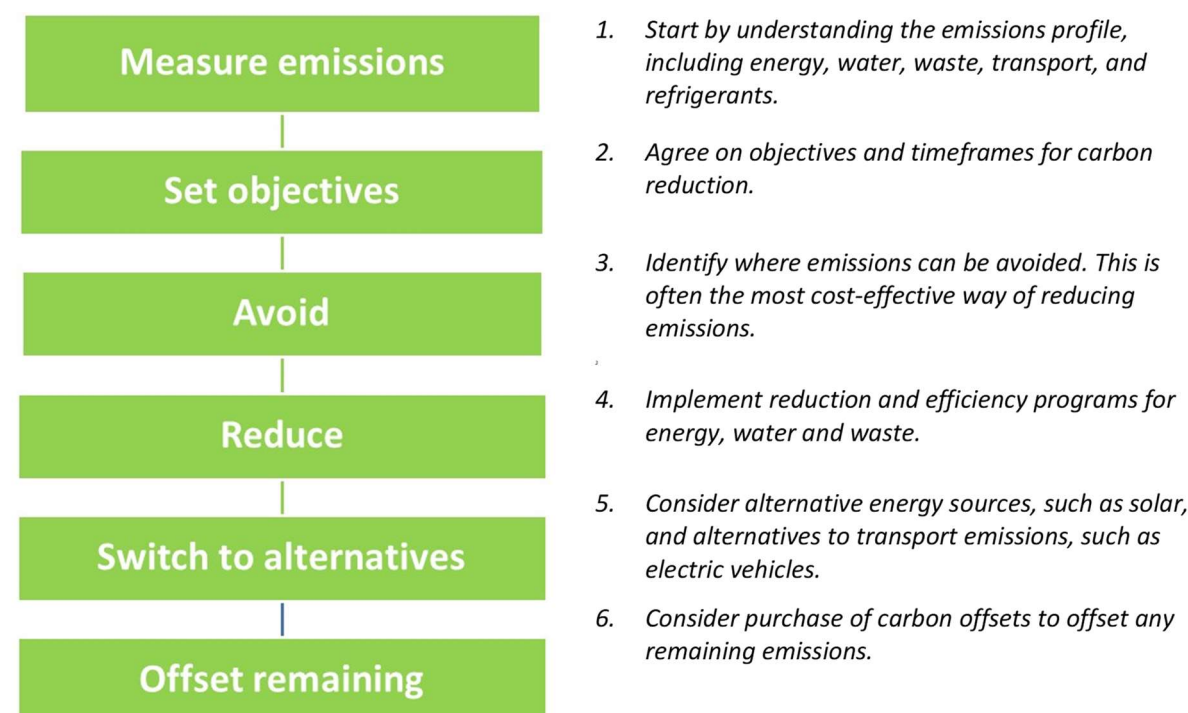 Measure emissions
Set objectives
Avoid
Reduce
Switch to alternatives
Offset remaining
1. Start by understanding the emissions profile,
including energy, water, waste, transport, and
refrigerants.
2. Agree on objectives and timeframes for carbon
reduction.
3. Identify where emissions can be avoided. This is
often the most cost-effective way of reducing
emissions.
4. Implement reduction and efficiency programs for
energy, water and waste.
5. Consider alternative energy sources, such as solar,
and alternatives to transport emissions, such as
electric vehicles.
6. Consider purchase of carbon offsets to offset any
remaining emissions.